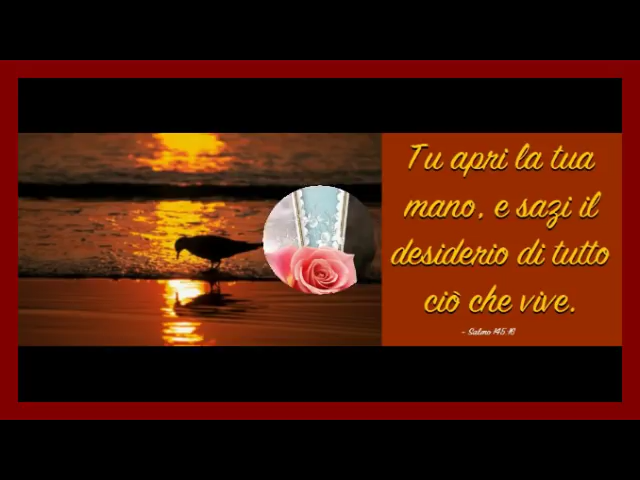 Tu apri la tua
mano, e sazi il
desiderio di tutto
ciò che vive.
- Salmo 145:16